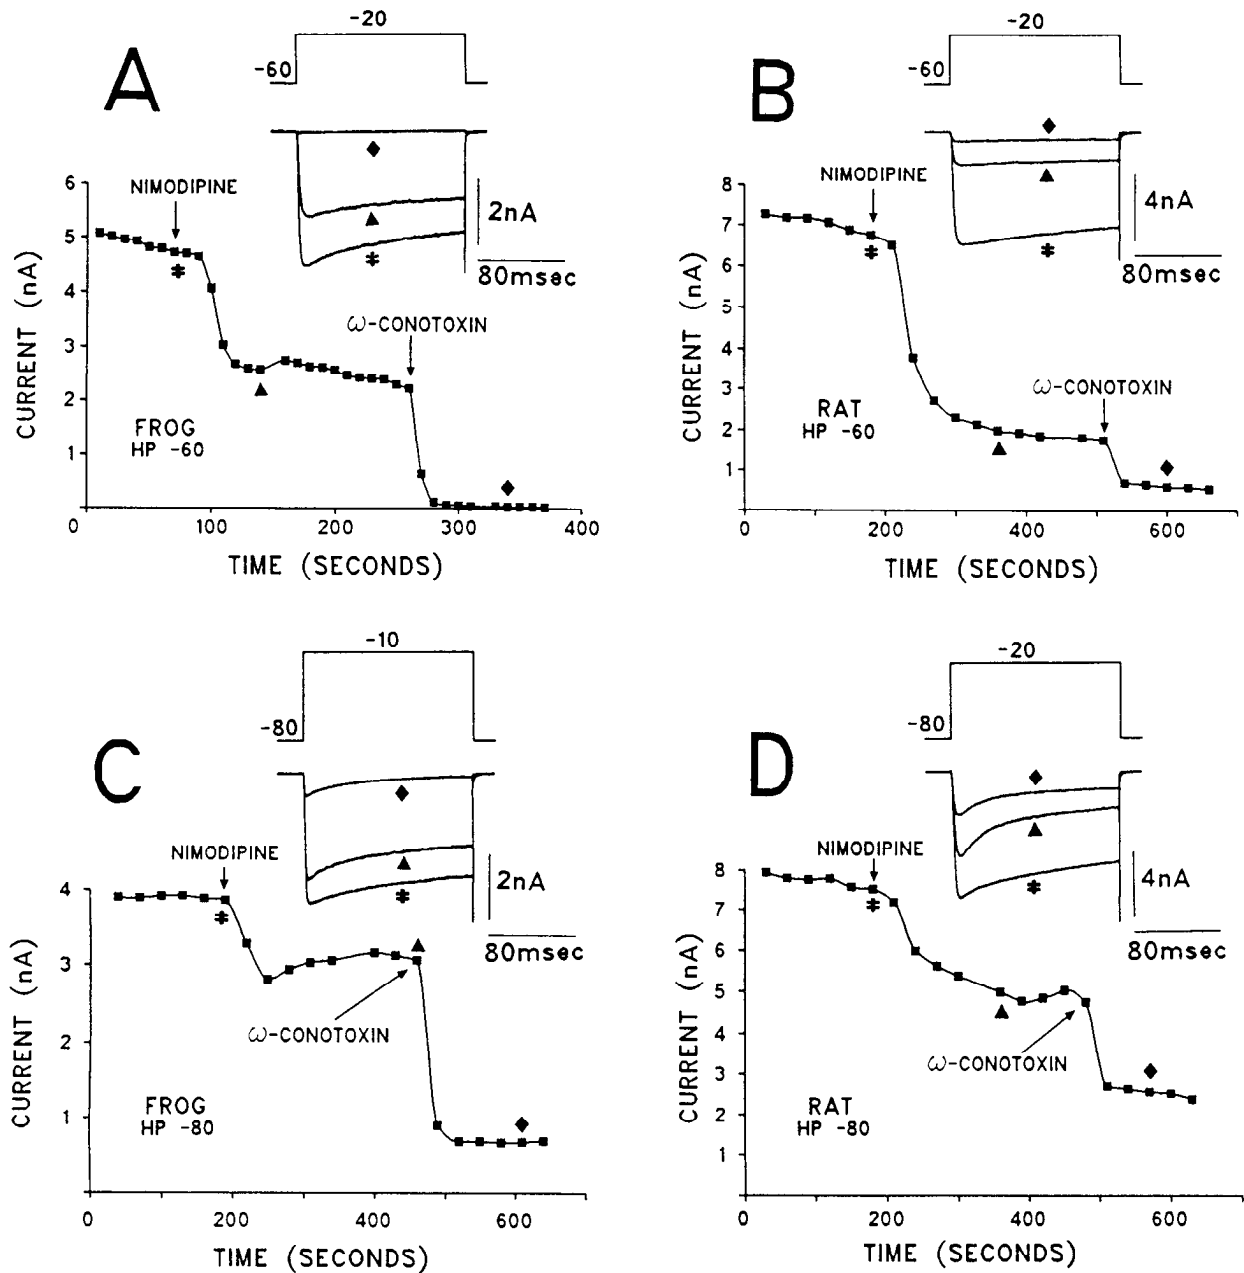 A
-20
-60
6
5
4
3
2
1
CURRENT (nA)
NIMODIPINE
⧧
▲
◆
◆
▲
⧧
2nA
80msec
ω-CONOTOXIN
FROG
HP -60
100
200
300
400
0
TIME (SECONDS)
B
-20
-60
8
7
6
5
4
3
2
1
CURRENT (nA)
NIMODIPINE
⧧
▲
◆
◆
▲
⧧
4nA
80msec
ω-CONOTOXIN
RAT
HP -60
0
200
400
600
TIME (SECONDS)
C
-10
-80
4
3
2
1
CURRENT (nA)
NIMODIPINE
⧧
▲
◆
◆
▲
⧧
2nA
80msec
ω-CONOTOXIN
FROG
HP -80
0
200
400
600
TIME (SECONDS)
D
-20
-80
8
7
6
5
4
3
2
1
CURRENT (nA)
NIMODIPINE
⧧
▲
◆
◆
▲
⧧
4nA
80msec
ω-CONOTOXIN
RAT
HP -80
0
200
400
600
TIME (SECONDS)